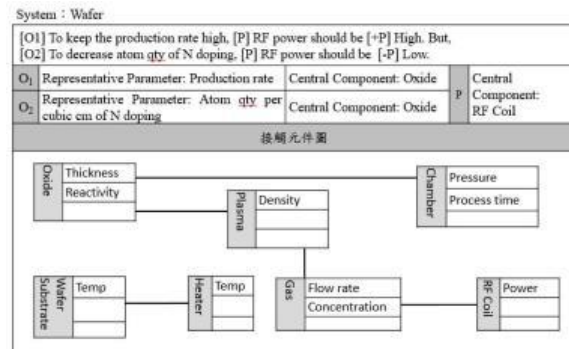 System：Wafer
[O1] To keep the production rate high, [P] RF power should be [+P] High. But,
[O2] To decrease atom qty of N doping, [P] RF power should be [-P] Low.
O1 Representative Parameter: Production rate Central Component: Oxide P Central Component: RF Coil
O2 Representative Parameter: Atom qty per cubic cm of N doping Central Component: Oxide
接觸元件圖
Oxide
Thickness
Reactivity
Chamber
Pressure
Process time
Plasma
Density
Wafer Substrate
Temp
Heater
Temp
Gas
Flow rate
Concentration
RF Coil
Power